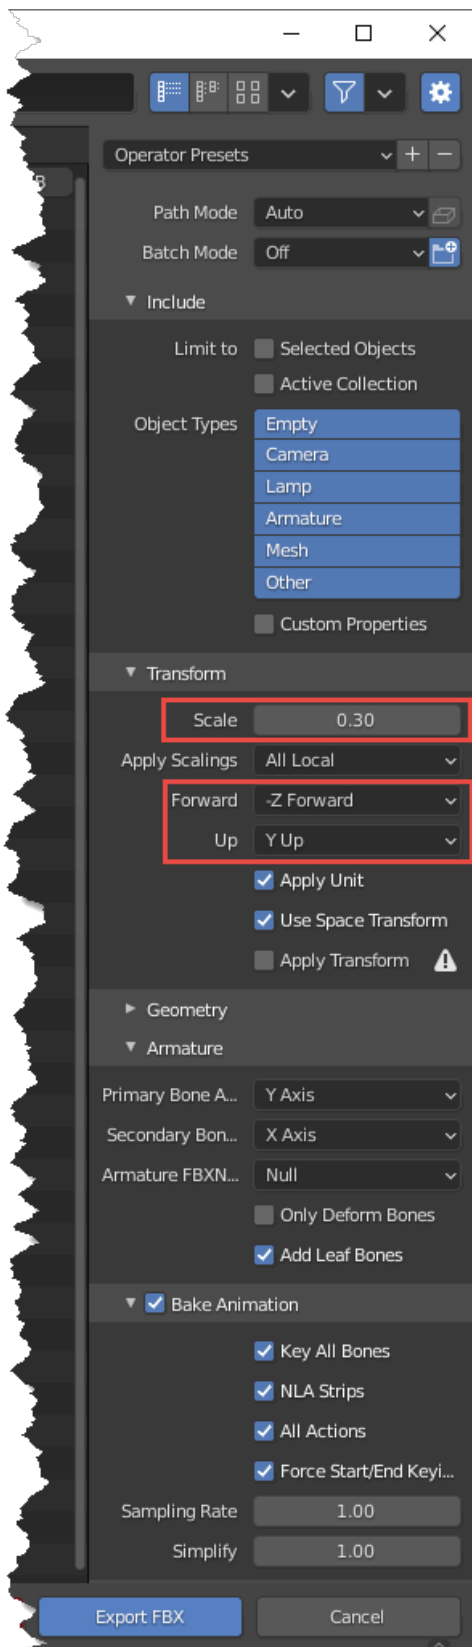 B
Operator Presets
Path Mode Auto
Batch Mode Off
Include
Limit to Selected Objects
Active Collection
Object Types Empty
Camera
Lamp
Armature
Mesh
Other
Custom Properties
Transform
Scale 0.30
Apply Scalings All Local
Forward -Z Forward
Up Y Up
Apply Unit
Use Space Transform
Apply Transform
Geometry
Armature
Primary Bone A... Y Axis
Secondary Bon... X Axis
Armature FBXN... Null
Only Deform Bones
Add Leaf Bones
Bake Animation
Key All Bones
NLA Strips
All Actions
Force Start/End Keyi...
Sampling Rate 1.00
Simplify 1.00
Export FBX Cancel